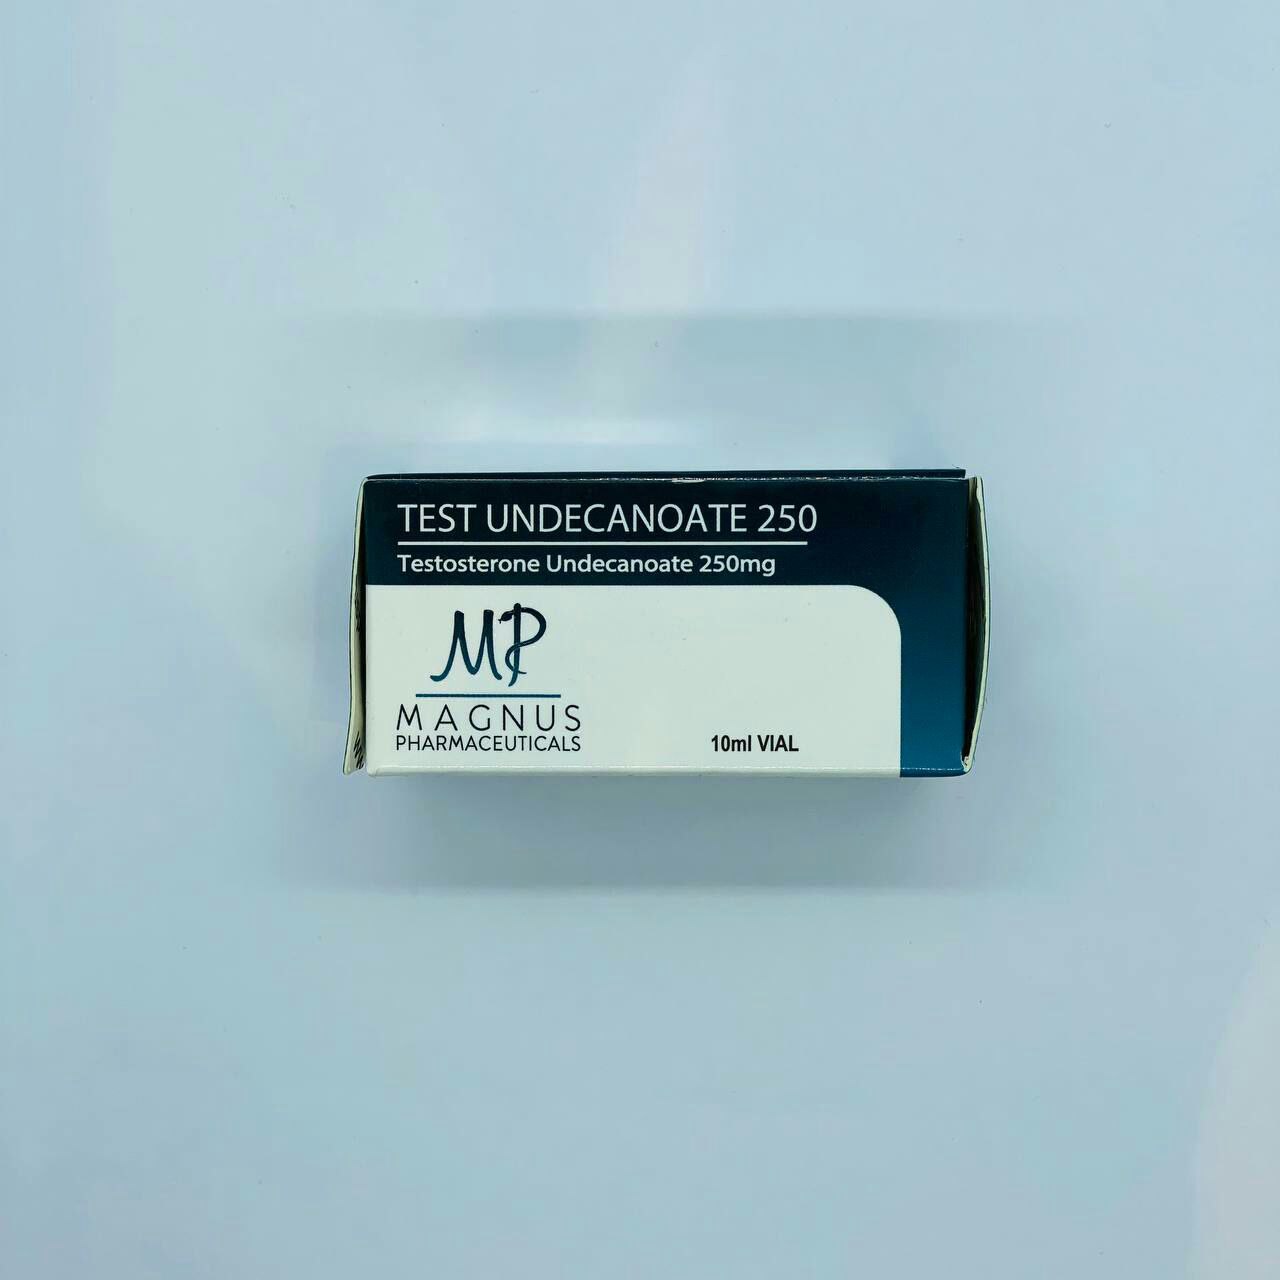 TEST UNDECANOATE 250
Testosterone Undecanoate 250mg
MP
MAGNUS
PHARMACEUTICALS
10ml VIAL